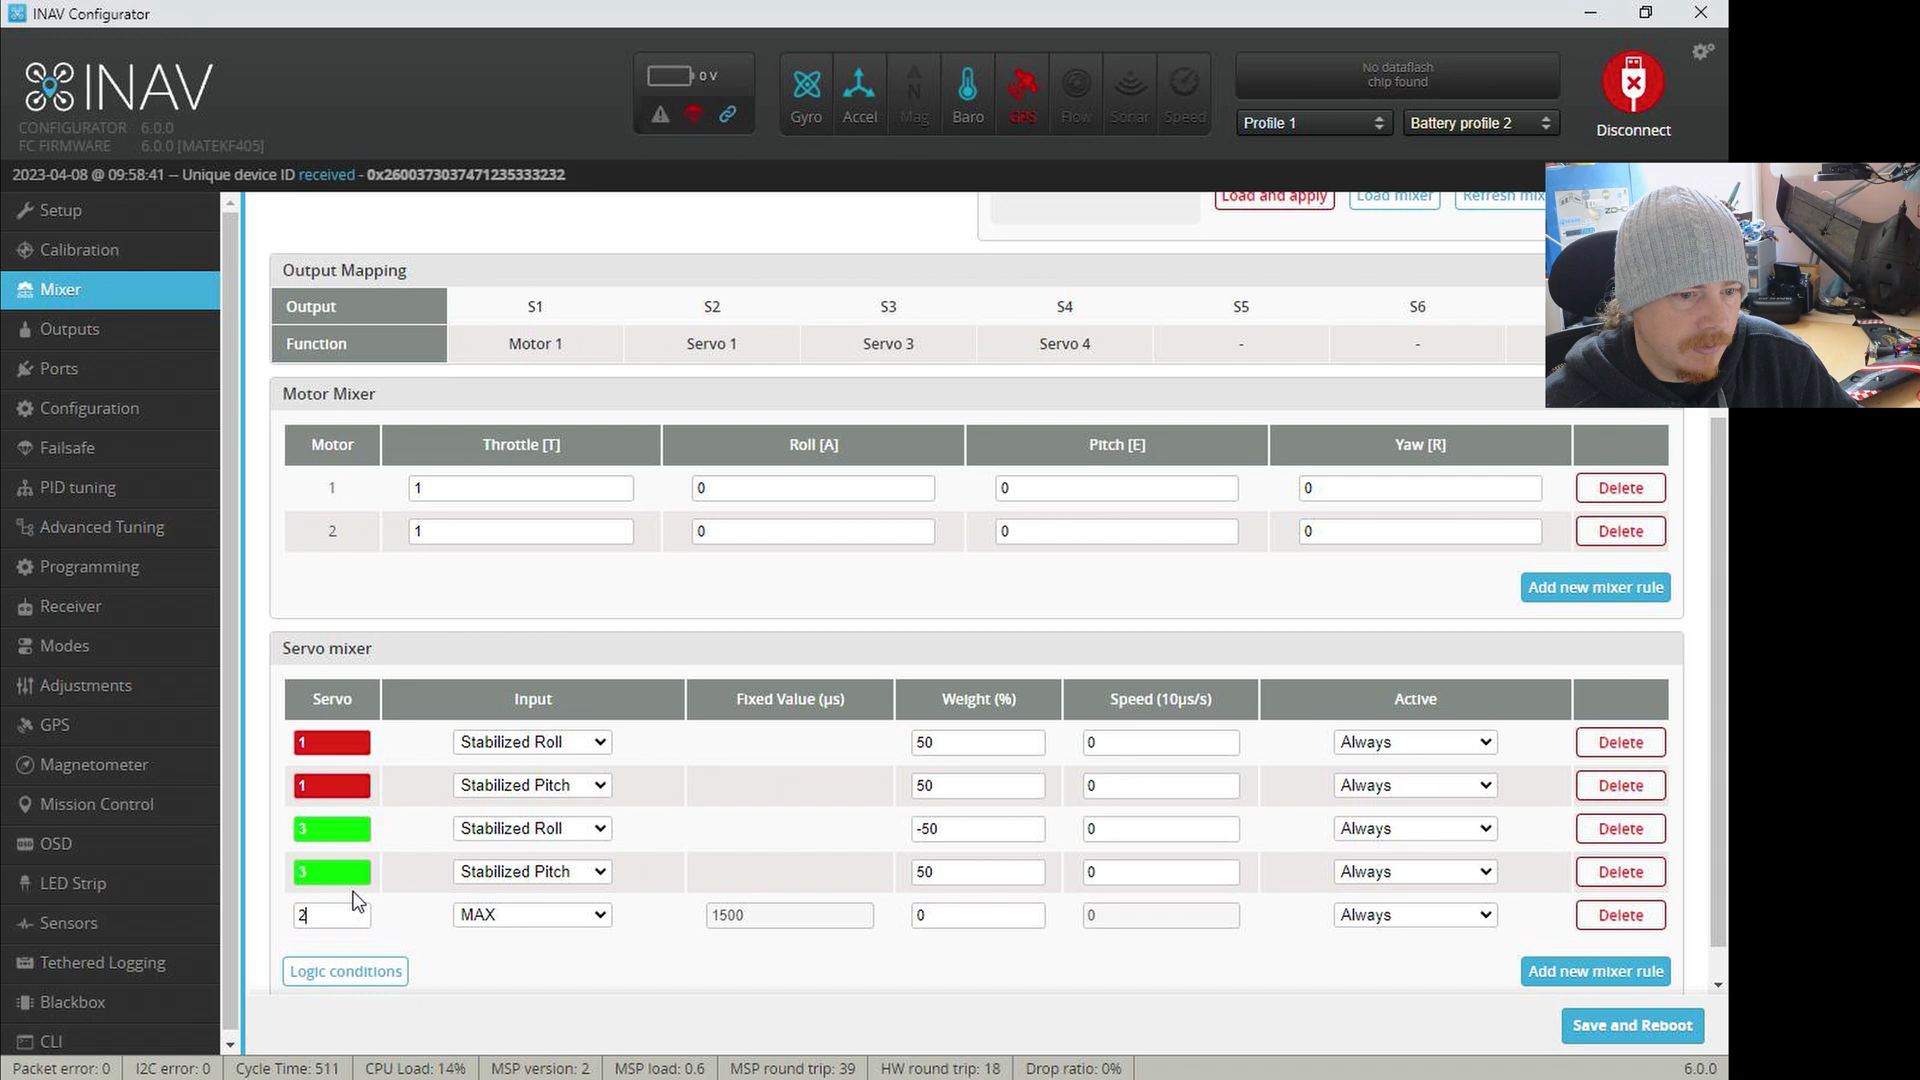 INAV Configurator
INAV
CONFIGURATOR 6.0.0
FC FIRMWARE 6.0.0 [MATEKF405]
0 V
Gyro Accel Mag Baro GPS Flow Sonar Speed
No dataflash
chip found
Profile 1 Battery profile 2
Disconnect
2023-04-08 @ 09:58:41 -- Unique device ID received - 0x2600373037471235333232
Setup
Calibration
Mixer
Outputs
Ports
Configuration
Failsafe
PID tuning
Advanced Tuning
Programming
Receiver
Modes
Adjustments
GPS
Magnetometer
Mission Control
OSD
LED Strip
Sensors
Tethered Logging
Blackbox
CLI
Load and apply Load mixer Refresh mix
Output Mapping
Output S1 S2 S3 S4 S5 S6
Function Motor 1 Servo 1 Servo 3 Servo 4 - -
Motor Mixer
Motor Throttle [T] Roll [A] Pitch [E] Yaw [R]
1 1 0 0 0 Delete
2 1 0 0 0 Delete
Add new mixer rule
Servo mixer
Servo Input Fixed Value (µs) Weight (%) Speed (10µs/s) Active
1 Stabilized Roll 50 0 Always Delete
1 Stabilized Pitch 50 0 Always Delete
3 Stabilized Roll -50 0 Always Delete
3 Stabilized Pitch 50 0 Always Delete
2 MAX 1500 0 0 Always Delete
Logic conditions Add new mixer rule
Save and Reboot
Packet error: 0 I2C error: 0 Cycle Time: 511 CPU Load: 14% MSP version: 2 MSP load: 0.6 MSP round trip: 39 HW round trip: 18 Drop ratio: 0% 6.0.0